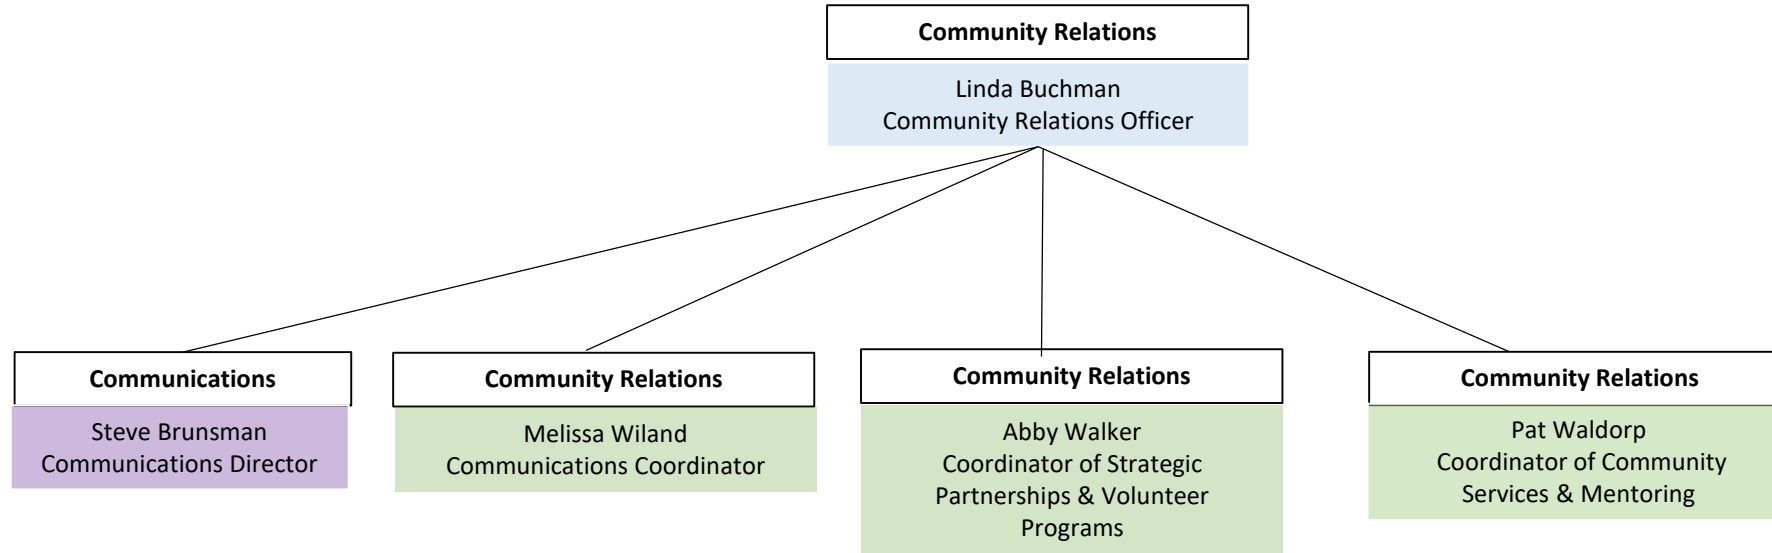 Community Relations
Linda Buchman
Community Relations Officer
Communications
Steve Brunsman
Communications Director
Community Relations
Melissa Wiland
Communications Coordinator
Community Relations
Abby Walker
Coordinator of Strategic
Partnerships & Volunteer
Programs
Community Relations
Pat Waldorp
Coordinator of Community
Services & Mentoring